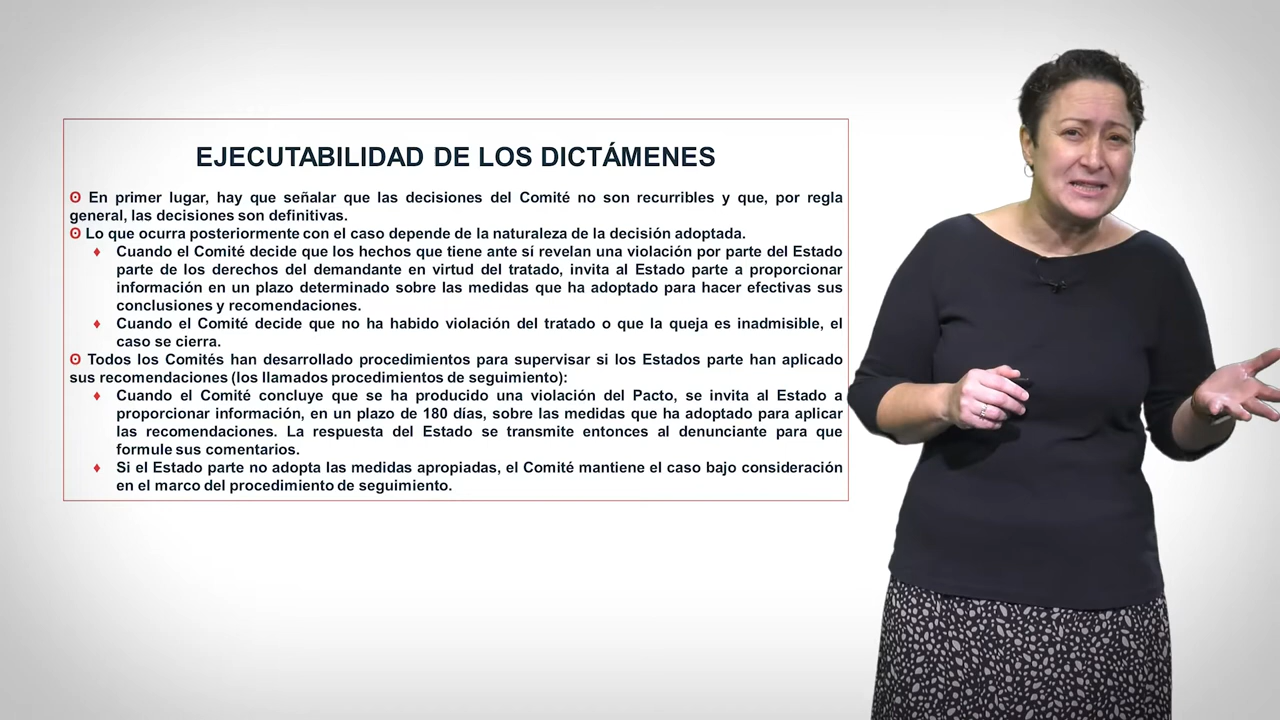 EJECUTABILIDAD DE LOS DICTÁMENES
ʘ En primer lugar, hay que señalar que las decisiones del Comité no son recurribles y que, por regla
general, las decisiones son definitivas.
ʘ Lo que ocurra posteriormente con el caso depende de la naturaleza de la decisión adoptada.
♦ Cuando el Comité decide que los hechos que tiene ante sí revelan una violación por parte del Estado
parte de los derechos del demandante en virtud del tratado, invita al Estado parte a proporcionar
información en un plazo determinado sobre las medidas que ha adoptado para hacer efectivas sus
conclusiones y recomendaciones.
♦ Cuando el Comité decide que no ha habido violación del tratado o que la queja es inadmisible, el
caso se cierra.
ʘ Todos los Comités han desarrollado procedimientos para supervisar si los Estados parte han aplicado
sus recomendaciones (los llamados procedimientos de seguimiento):
♦ Cuando el Comité concluye que se ha producido una violación del Pacto, se invita al Estado a
proporcionar información, en un plazo de 180 días, sobre las medidas que ha adoptado para aplicar
las recomendaciones. La respuesta del Estado se transmite entonces al denunciante para que
formule sus comentarios.
♦ Si el Estado parte no adopta las medidas apropiadas, el Comité mantiene el caso bajo consideración
en el marco del procedimiento de seguimiento.